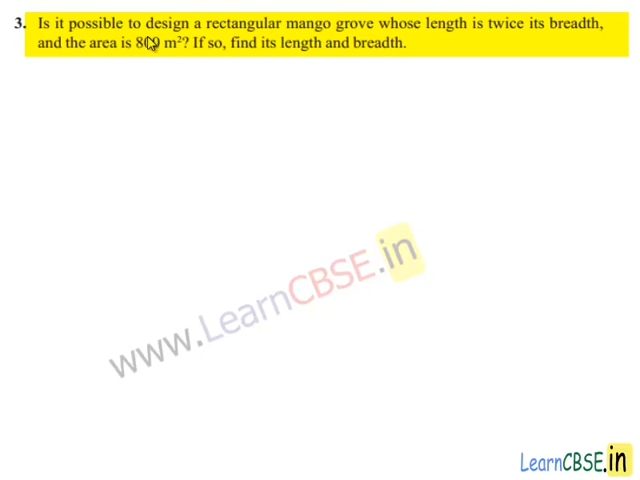 3. Is it possible to design a rectangular mango grove whose length is twice its breadth,
and the area is 800 m²? If so, find its length and breadth.
www.LearnCBSE.in
LearnCBSE.in